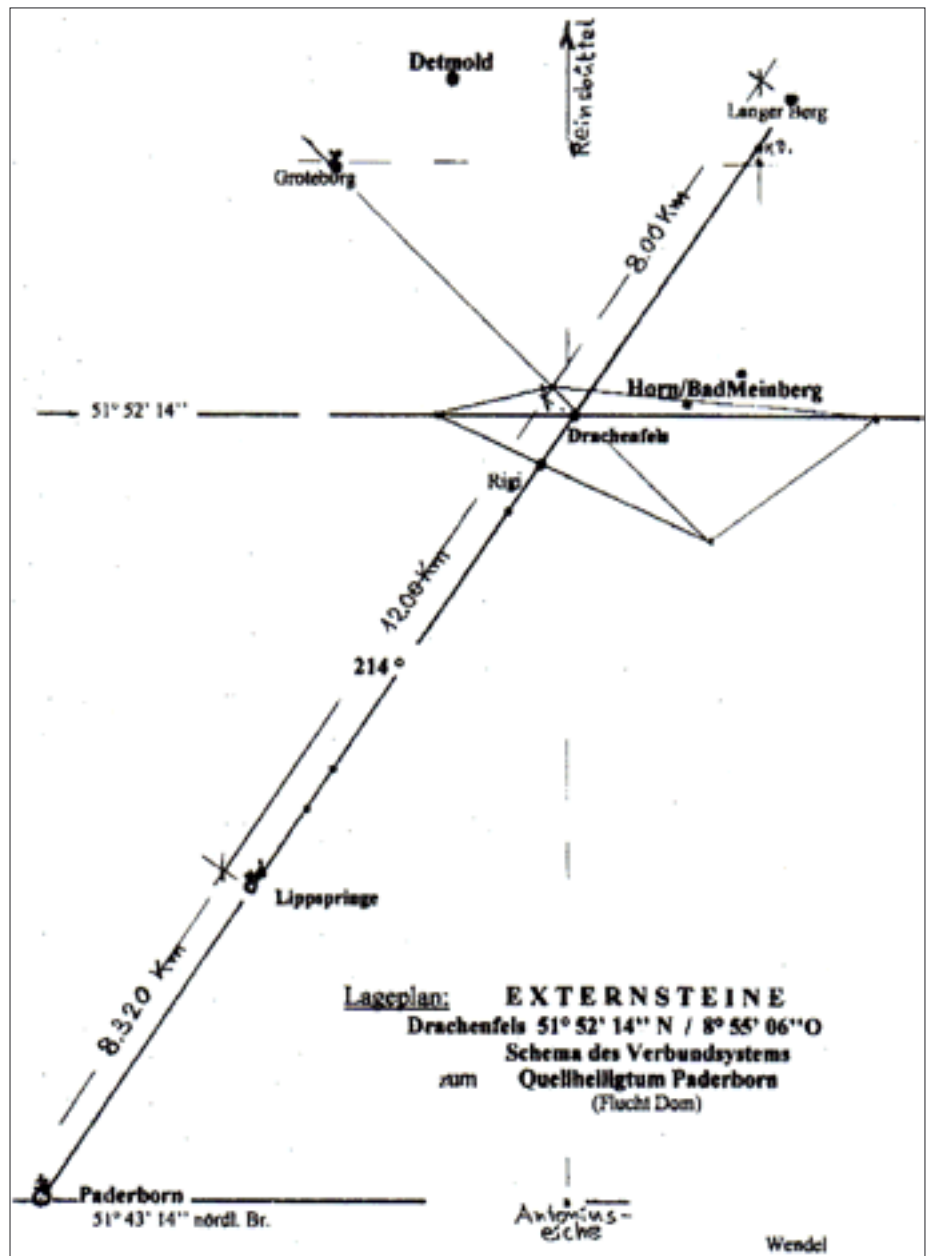 Detmold
Reinsbüttel
Langer Berg
Groteburg
8.00 Km
51° 52' 14"
Horn/BadMeinberg
Drachenfels
Rigi
12.00 Km
214°
Lippspringe
8.320 Km
Lageplan: EXTERNSTEINE
Drachenfels 51° 52' 14" N / 8° 55' 06" O
Schema des Verbundsystems
zum Quellheiligtum Paderborn
(Flucht Dom)
Paderborn
51° 43' 14" nördl. Br.
Antonius-
eiche
Wendel